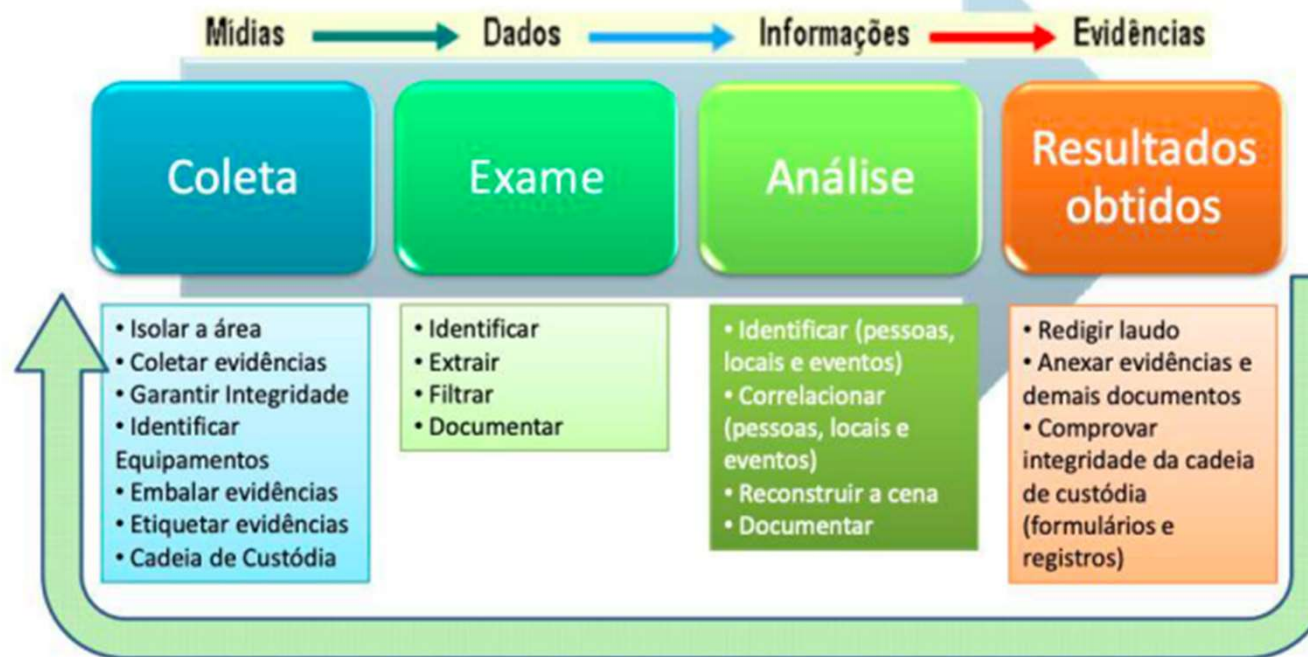 Mídias Dados Informações Evidências
Coleta
Exame
Análise
Resultados
obtidos
• Isolar a área
• Coletar evidências
• Garantir Integridade
• Identificar
Equipamentos
• Embalar evidências
• Etiquetar evidências
• Cadeia de Custódia
• Identificar
• Extrair
• Filtrar
• Documentar
• Identificar (pessoas,
locais e eventos)
• Correlacionar
(pessoas, locais e
eventos)
• Reconstruir a cena
• Documentar
• Redigir laudo
• Anexar evidências e
demais documentos
• Comprovar
integridade da cadeia
de custódia
(formulários e
registros)